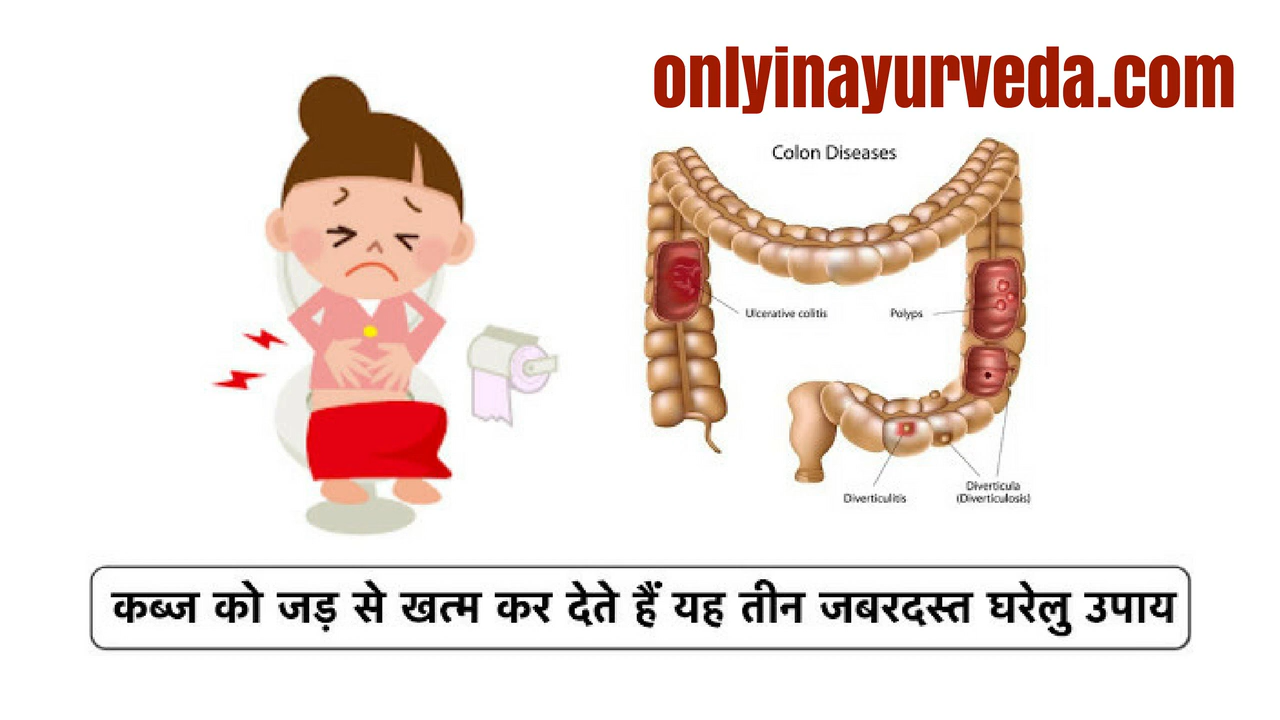 onlyinayurveda.com
Colon Diseases
Ulcerative colitis
Polyps
Diverticulitis
Diverticula
(Diverticulosis)
कब्ज को जड़ से खत्म कर देते हैं यह तीन जबरदस्त घरेलु उपाय